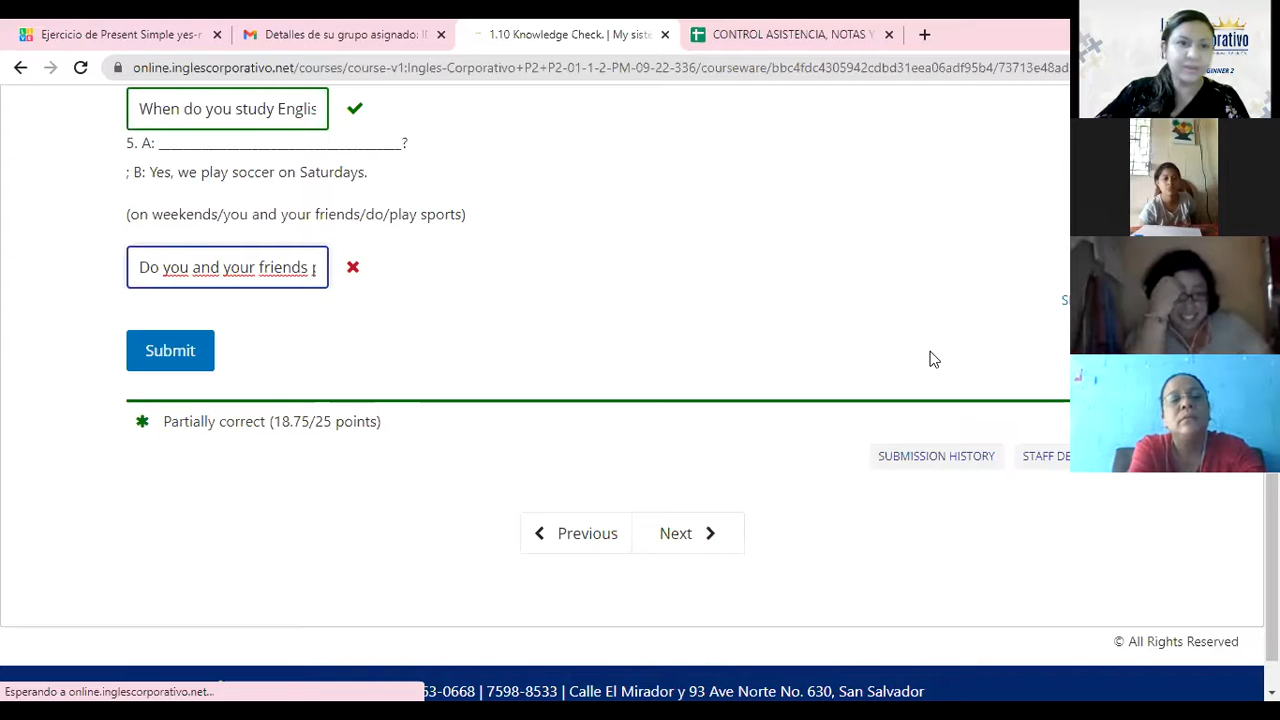 Ejercicio de Present Simple yes-r
Detalles de su grupo asignado: I
1.10 Knowledge Check. | My siste
CONTROL ASISTENCIA, NOTAS Y
online.inglescorporativo.net/courses/course-v1:Ingles-Corporativo+P2+P2-01-1-2-PM-09-22-336/courseware/bbc4fdc4305942cdbd31eea06adf95b4/73713e48ad
When do you study Englis
5. A: ___________________________________?
; B: Yes, we play soccer on Saturdays.
(on weekends/you and your friends/do/play sports)
Do you and your friends p
Submit
Partially correct (18.75/25 points)
SUBMISSION HISTORY
STAFF DE
Previous
Next
© All Rights Reserved
Esperando a online.inglescorporativo.net...
63-0668 | 7598-8533 | Calle El Mirador y 93 Ave Norte No. 630, San Salvador